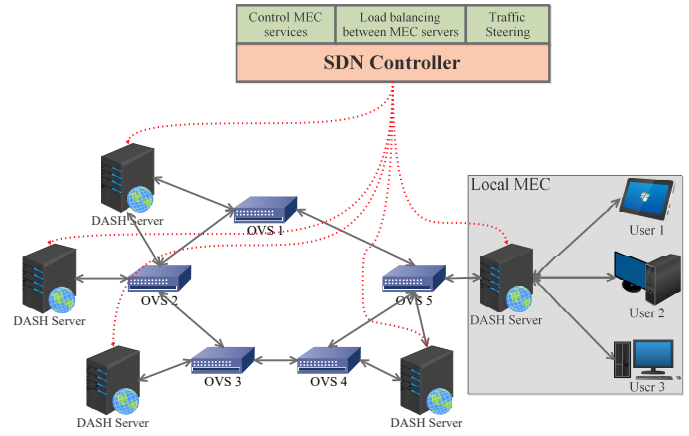 Control MEC
services
Load balancing
between MEC servers
Traffic
Steering
SDN Controller
DASH Server
OVS 1
Local MEC
User 1
DASH Server
OVS 2
OVS 5
DASH Server
User 2
DASH Server
OVS 3
OVS 4
User 3
DASH Server
DASH Server